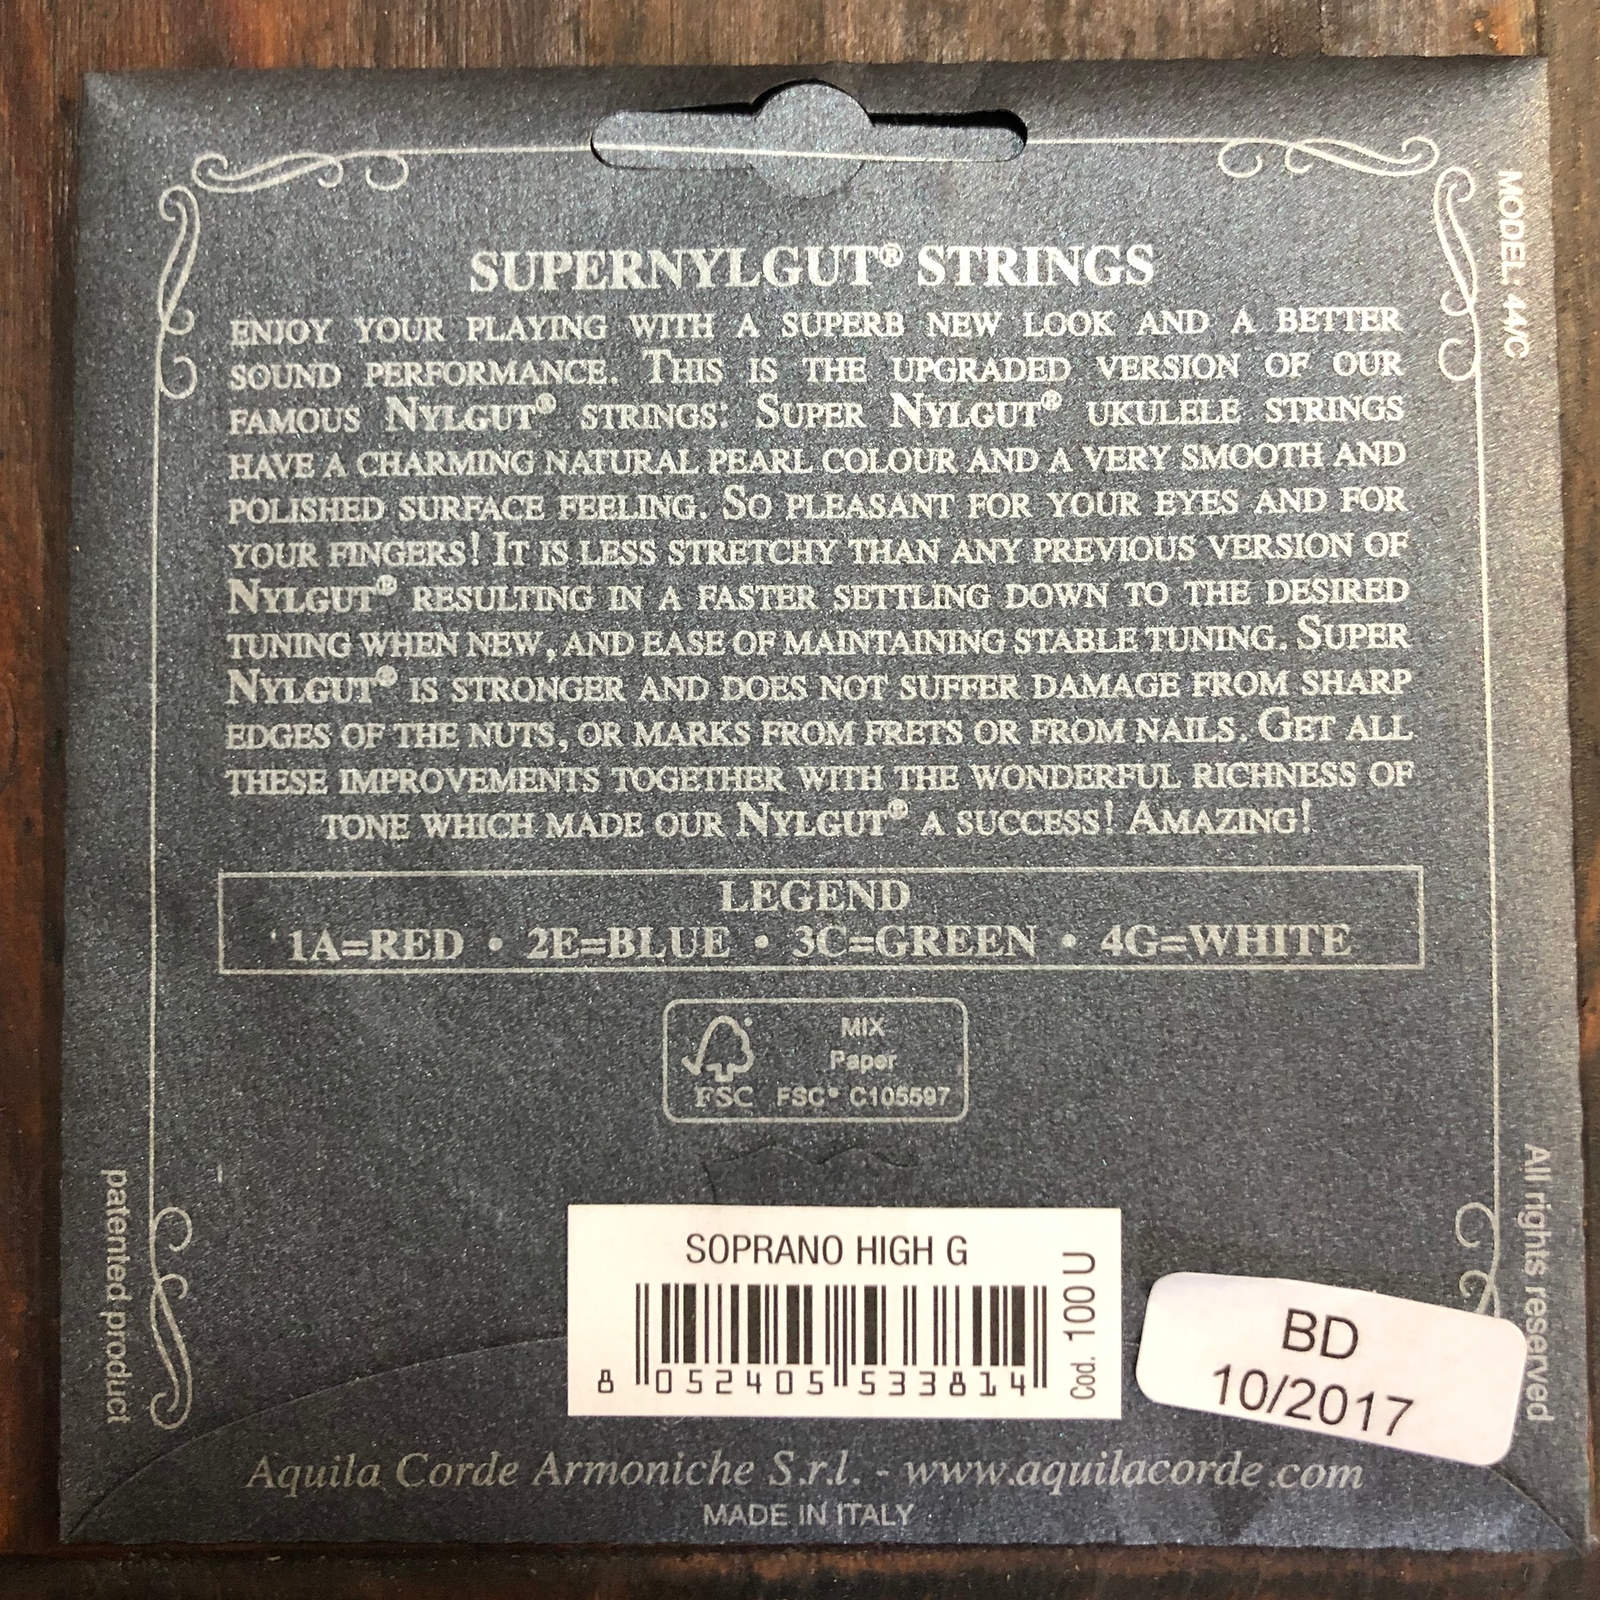 SUPERNYLGUT® STRINGS
ENJOY YOUR PLAYING WITH A SUPERB NEW LOOK AND A BETTER
SOUND PERFORMANCE. THIS IS THE UPGRADED VERSION OF OUR
FAMOUS NYLGUT® STRINGS: SUPER NYLGUT® UKULELE STRINGS
HAVE A CHARMING NATURAL PEARL COLOUR AND A VERY SMOOTH AND
POLISHED SURFACE FEELING. SO PLEASANT FOR YOUR EYES AND FOR
YOUR FINGERS! IT IS LESS STRETCHY THAN ANY PREVIOUS VERSION OF
NYLGUT® RESULTING IN A FASTER SETTLING DOWN TO THE DESIRED
TUNING WHEN NEW, AND EASE OF MAINTAINING STABLE TUNING. SUPER
NYLGUT® IS STRONGER AND DOES NOT SUFFER DAMAGE FROM SHARP
EDGES OF THE NUTS, OR MARKS FROM FRETS OR FROM NAILS. GET ALL
THESE IMPROVEMENTS TOGETHER WITH THE WONDERFUL RICHNESS OF
TONE WHICH MADE OUR NYLGUT® A SUCCESS! AMAZING!
LEGEND
1A=RED • 2E=BLUE • 3C=GREEN • 4G=WHITE
MIX
Paper
FSC FSC® C105597
MODEL: 44/C
patented product
All rights reserved
SOPRANO HIGH G
8 052405 533814
Cod. 100 U
BD
10/2017
Aquila Corde Armoniche S.r.l. - www.aquilacorde.com
MADE IN ITALY